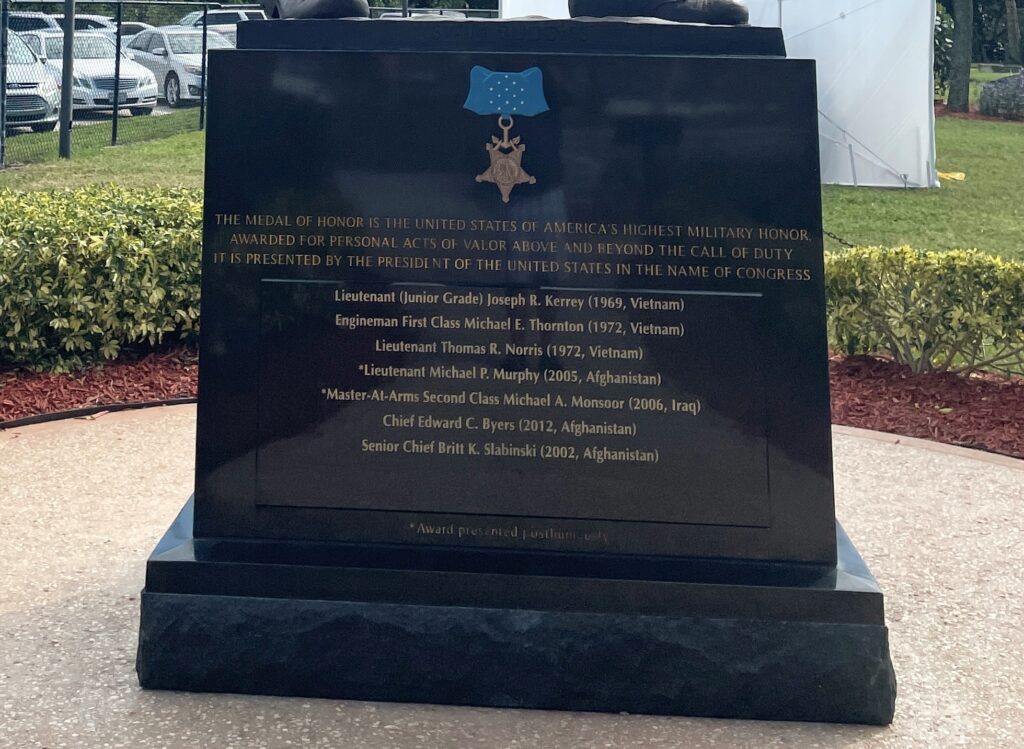 THE MEDAL OF HONOR IS THE UNITED STATES OF AMERICA'S HIGHEST MILITARY HONOR,
AWARDED FOR PERSONAL ACTS OF VALOR ABOVE AND BEYOND THE CALL OF DUTY
IT IS PRESENTED BY THE PRESIDENT OF THE UNITED STATES IN THE NAME OF CONGRESS
Lieutenant (Junior Grade) Joseph R. Kerrey (1969, Vietnam)
Engineman First Class Michael E. Thornton (1972, Vietnam)
Lieutenant Thomas R. Norris (1972, Vietnam)
*Lieutenant Michael P. Murphy (2005, Afghanistan)
*Master-At-Arms Second Class Michael A. Monsoor (2006, Iraq)
Chief Edward C. Byers (2012, Afghanistan)
Senior Chief Britt K. Slabinski (2002, Afghanistan)
*Award presented posthumously